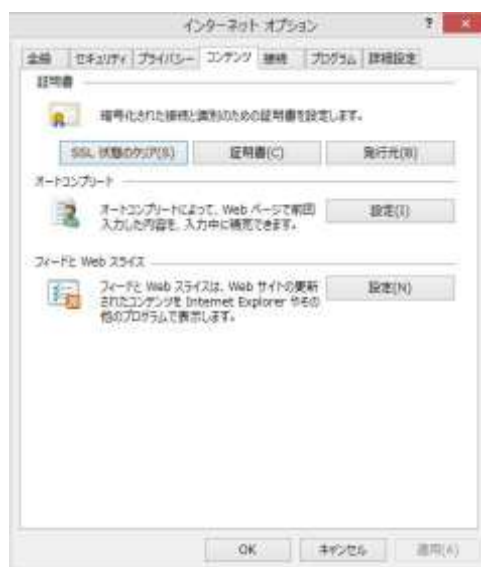 インターネット オプション
?
全般 セキュリティ プライバシー コンテンツ 接続 プログラム 詳細設定
証明書
暗号化された接続と識別のための証明書を設定します。
SSL 状態のクリア(S) 証明書(C) 発行元(B)
オートコンプリート
オートコンプリートによって、Web ページで前回
入力した内容を、入力中に補完できます。
設定(I)
フィードと Web スライス
フィードと Web スライスは、Web サイトの更新
されたコンテンツを Internet Explorer やその
他のプログラムで表示します。
設定(N)
OK キャンセル 適用(A)